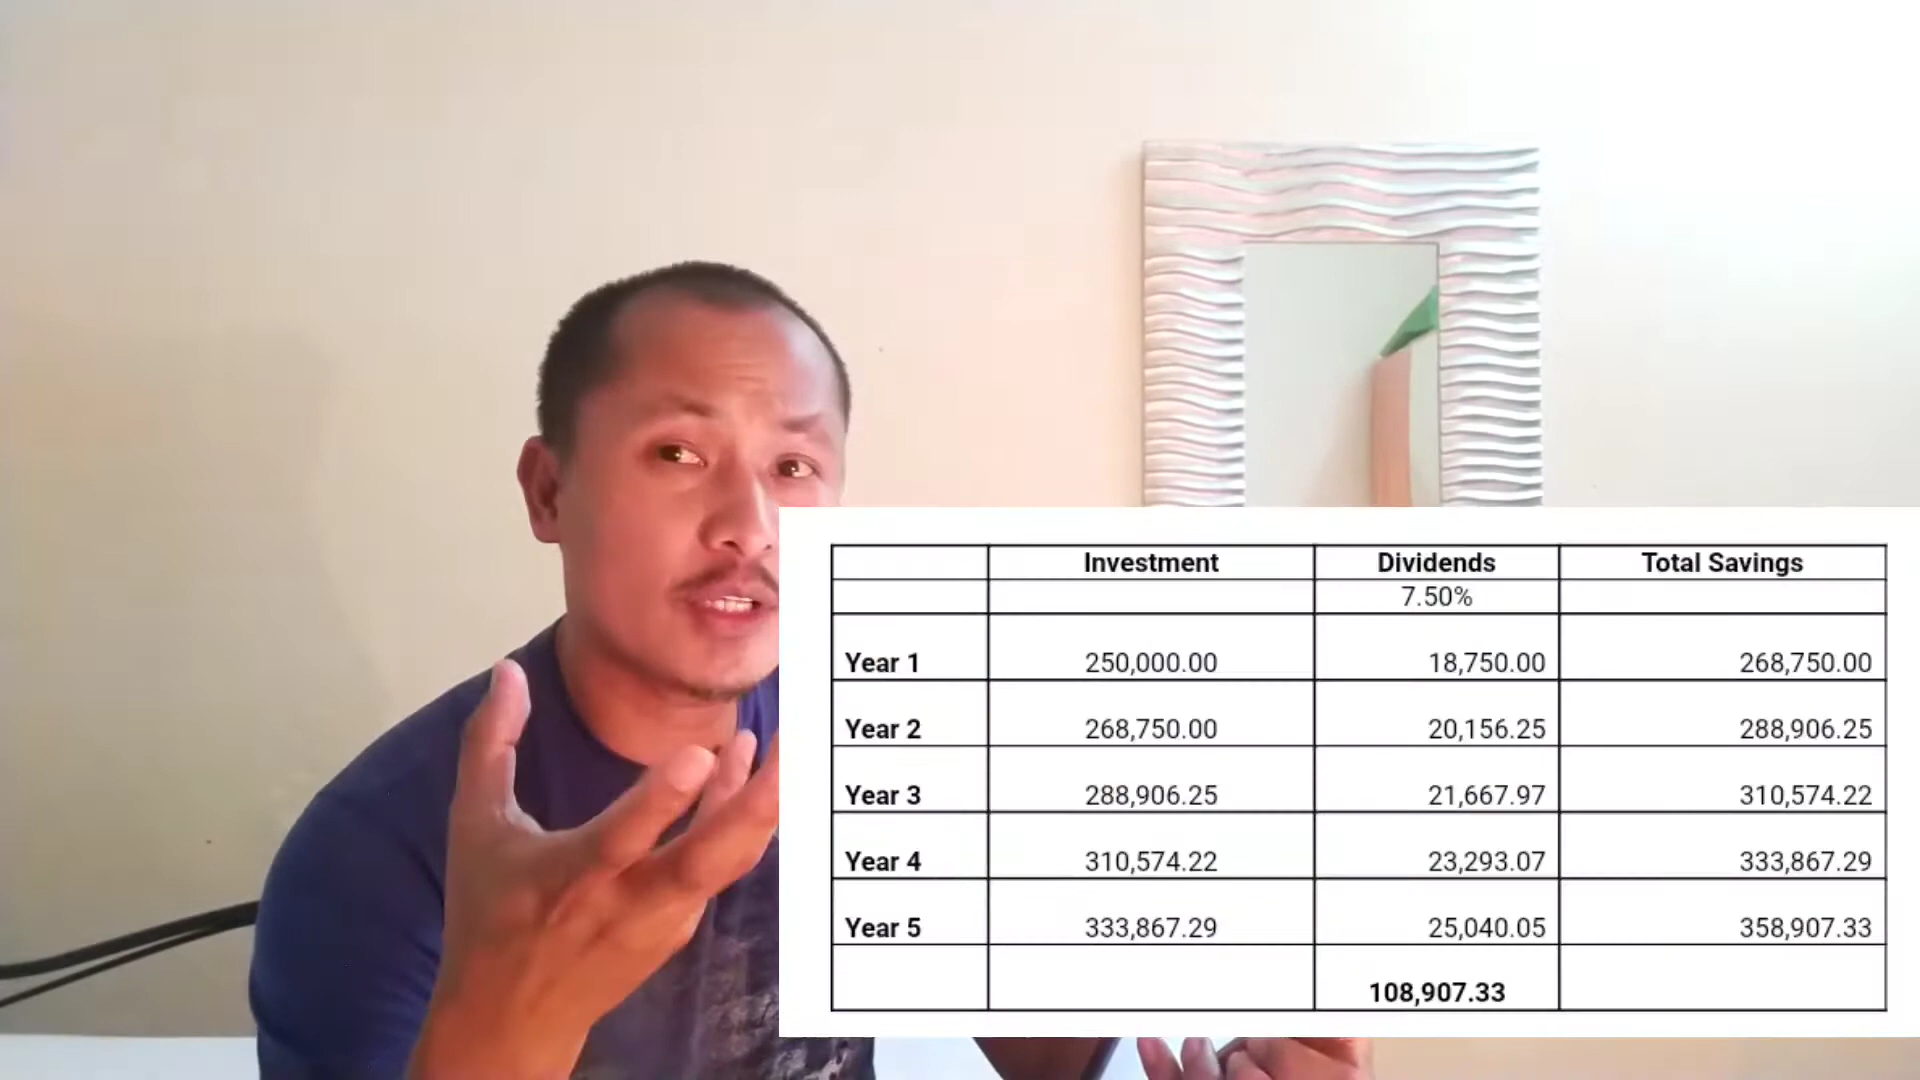 Investment Dividends Total Savings
7.50%
Year 1 250,000.00 18,750.00 268,750.00
Year 2 268,750.00 20,156.25 288,906.25
Year 3 288,906.25 21,667.97 310,574.22
Year 4 310,574.22 23,293.07 333,867.29
Year 5 333,867.29 25,040.05 358,907.33
108,907.33